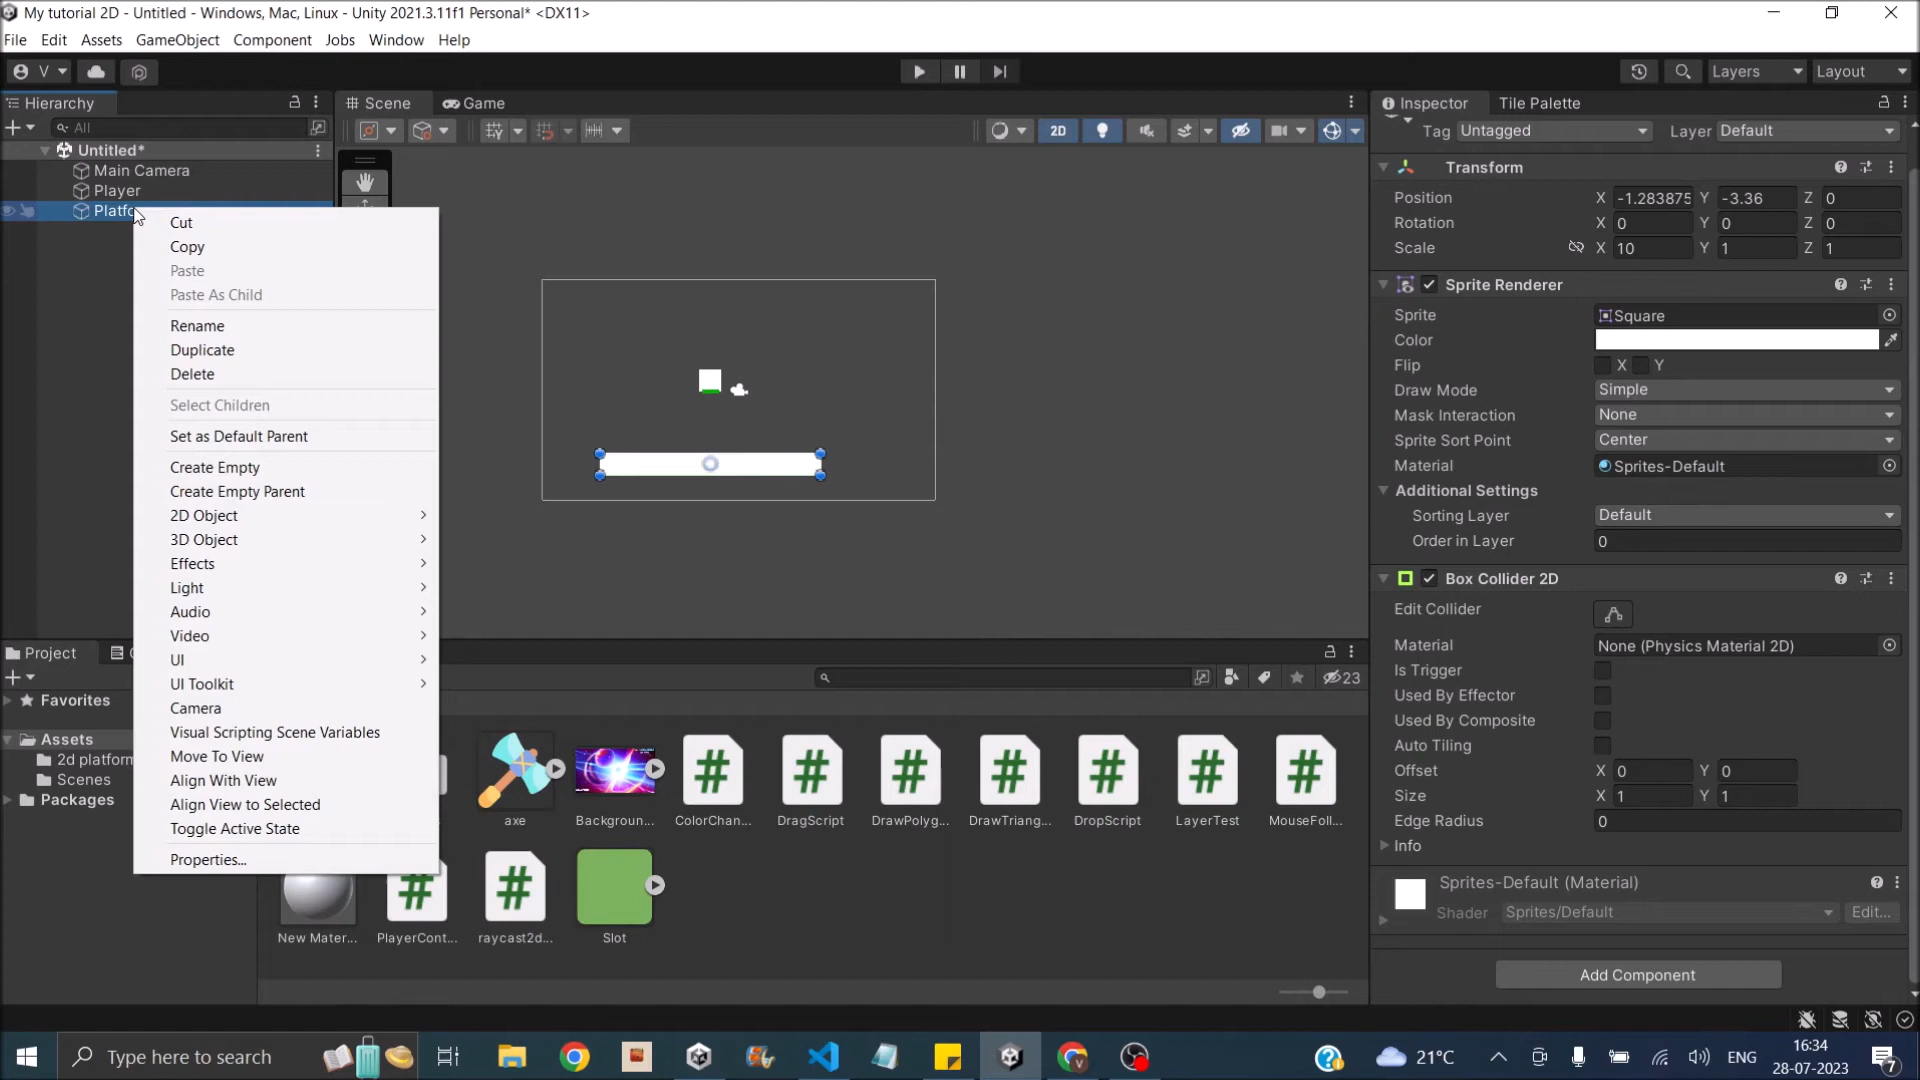 My tutorial 2D - Untitled - Windows, Mac, Linux - Unity 2021.3.11f1 Personal* <DX11>
File Edit Assets GameObject Component Jobs Window Help
V Layers Layout
Hierarchy
All
Untitled*
Main Camera
Player
Platfo
Cut
Copy
Paste
Paste As Child
Rename
Duplicate
Delete
Select Children
Set as Default Parent
Create Empty
Create Empty Parent
2D Object
3D Object
Effects
Light
Audio
Video
UI
UI Toolkit
Camera
Visual Scripting Scene Variables
Move To View
Align With View
Align View to Selected
Toggle Active State
Properties...
Scene Game
2D
Project
23
Favorites
Assets
2d platform
Scenes
Packages
axe Backgroun... ColorChan... DragScript DrawPolyg... DrawTriang... DropScript LayerTest MouseFoll...
New Mater... PlayerCont... raycast2d... Slot
Inspector Tile Palette
Tag Untagged Layer Default
Transform
Position X -1.283875 Y -3.36 Z 0
Rotation X 0 Y 0 Z 0
Scale X 10 Y 1 Z 1
Sprite Renderer
Sprite Square
Color
Flip X Y
Draw Mode Simple
Mask Interaction None
Sprite Sort Point Center
Material Sprites-Default
Additional Settings
Sorting Layer Default
Order in Layer 0
Box Collider 2D
Edit Collider
Material None (Physics Material 2D)
Is Trigger
Used By Effector
Used By Composite
Auto Tiling
Offset X 0 Y 0
Size X 1 Y 1
Edge Radius 0
Info
Sprites-Default (Material)
Shader Sprites/Default Edit...
Add Component
Type here to search
21°C ENG
16:34
28-07-2023
7